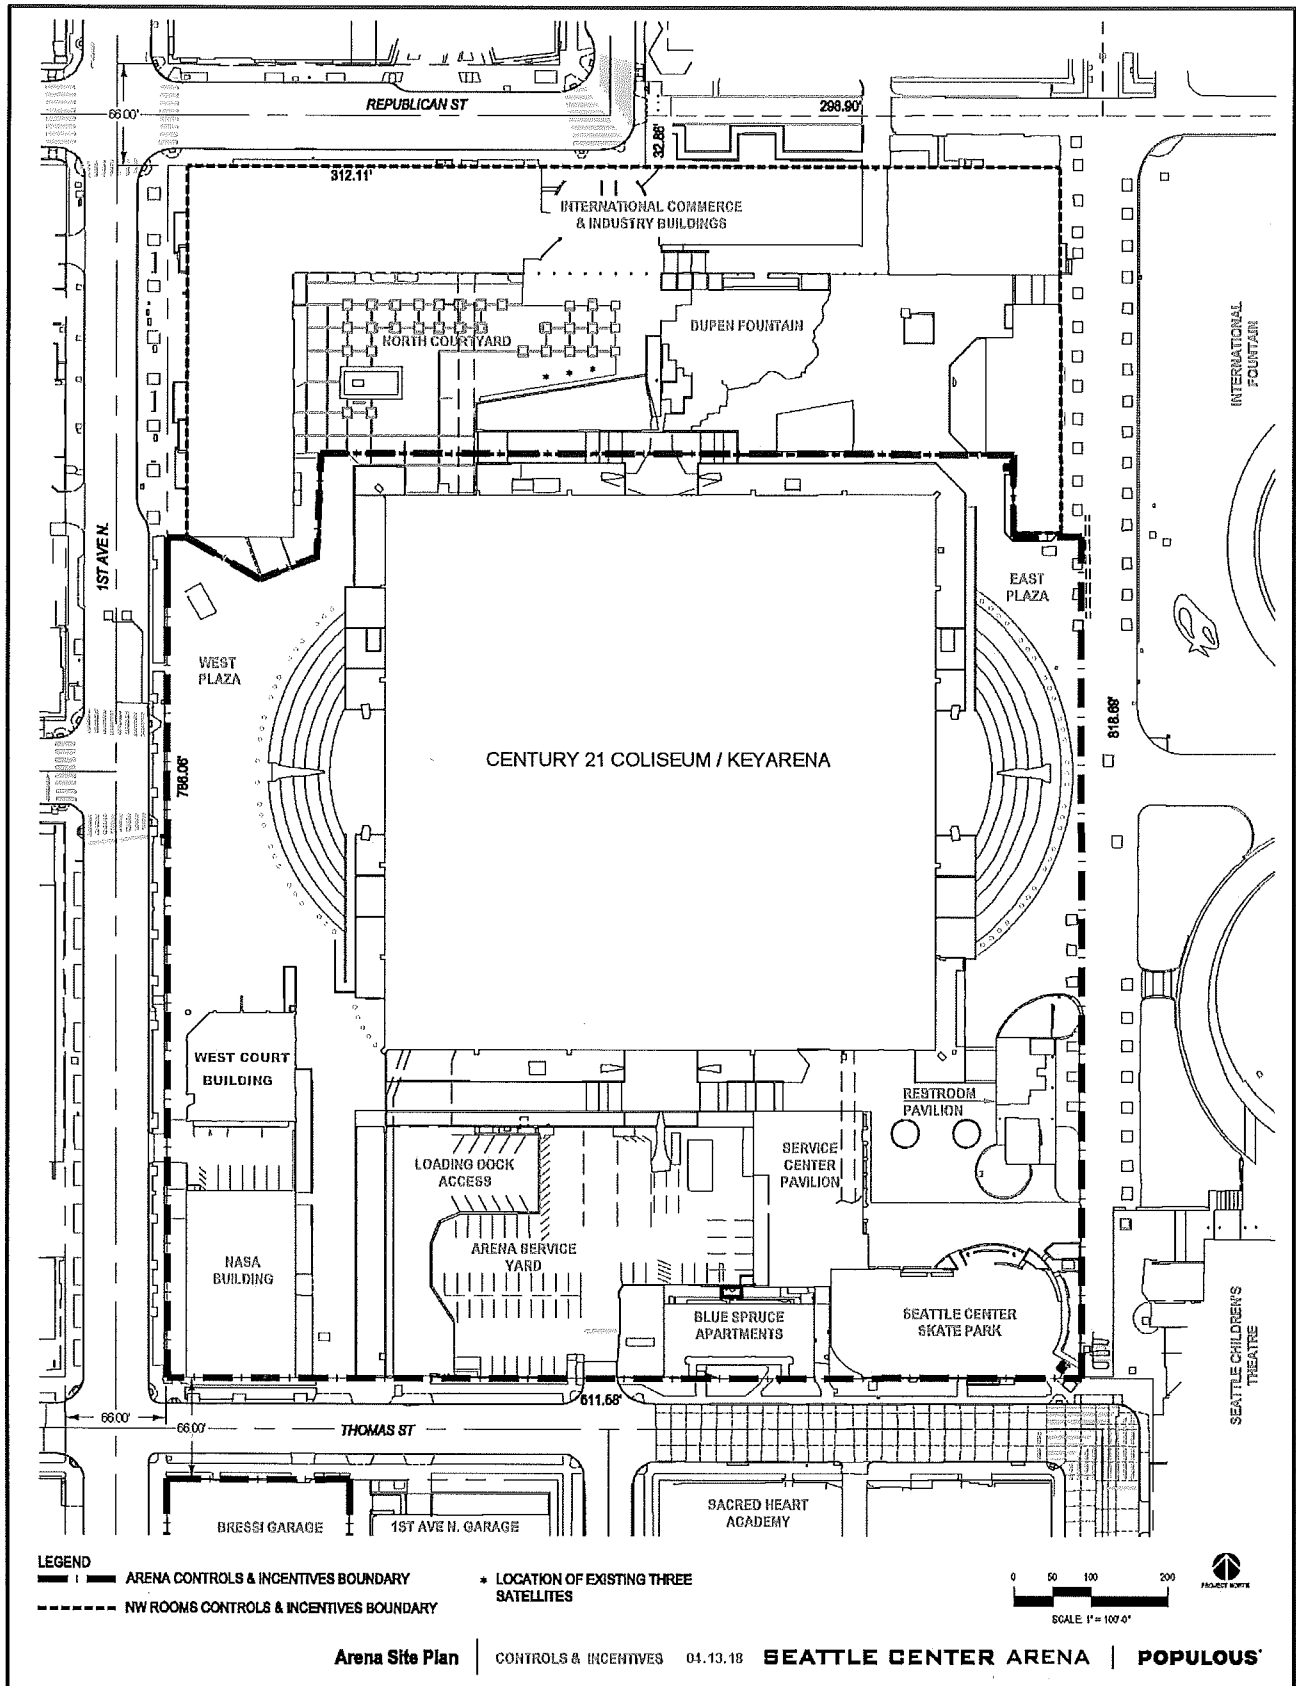 REPUBLICAN ST
298.90'
66.00'
32.86'
312.11'
INTERNATIONAL COMMERCE
& INDUSTRY BUILDINGS
DUPEN FOUNTAIN
NORTH COURTYARD
INTERNATIONAL
FOUNTAIN
1ST AVE N.
EAST
PLAZA
WEST
PLAZA
818.69'
788.06'
CENTURY 21 COLISEUM / KEYARENA
WEST COURT
BUILDING
RESTROOM
PAVILION
SERVICE
CENTER
PAVILION
LOADING DOCK
ACCESS
ARENA SERVICE
YARD
NASA
BUILDING
BLUE SPRUCE
APARTMENTS
SEATTLE CENTER
SKATE PARK
SEATTLE CHILDREN'S
THEATRE
611.58'
66.00'
66.00'
THOMAS ST
BRESSI GARAGE
1ST AVE N. GARAGE
SACRED HEART
ACADEMY
LEGEND
ARENA CONTROLS & INCENTIVES BOUNDARY
NW ROOMS CONTROLS & INCENTIVES BOUNDARY
* LOCATION OF EXISTING THREE
SATELLITES
0 50 100 200
SCALE: 1" = 100'-0"
PROJECT NORTH
Arena Site Plan | CONTROLS & INCENTIVES 04.13.18 SEATTLE CENTER ARENA | POPULOUS